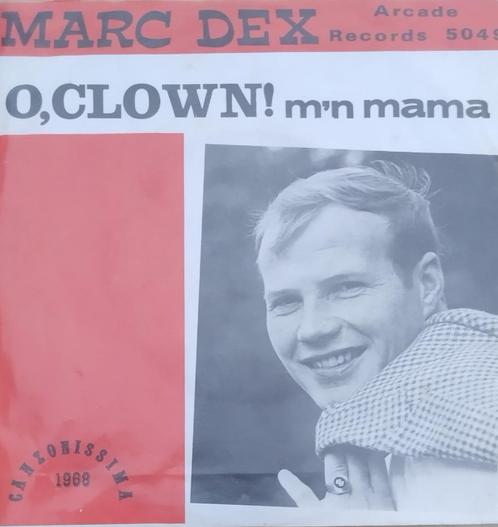 MARC DEX
Arcade
Records 5049
O,CLOWN! m'n mama
CANZONISSIMA
1968